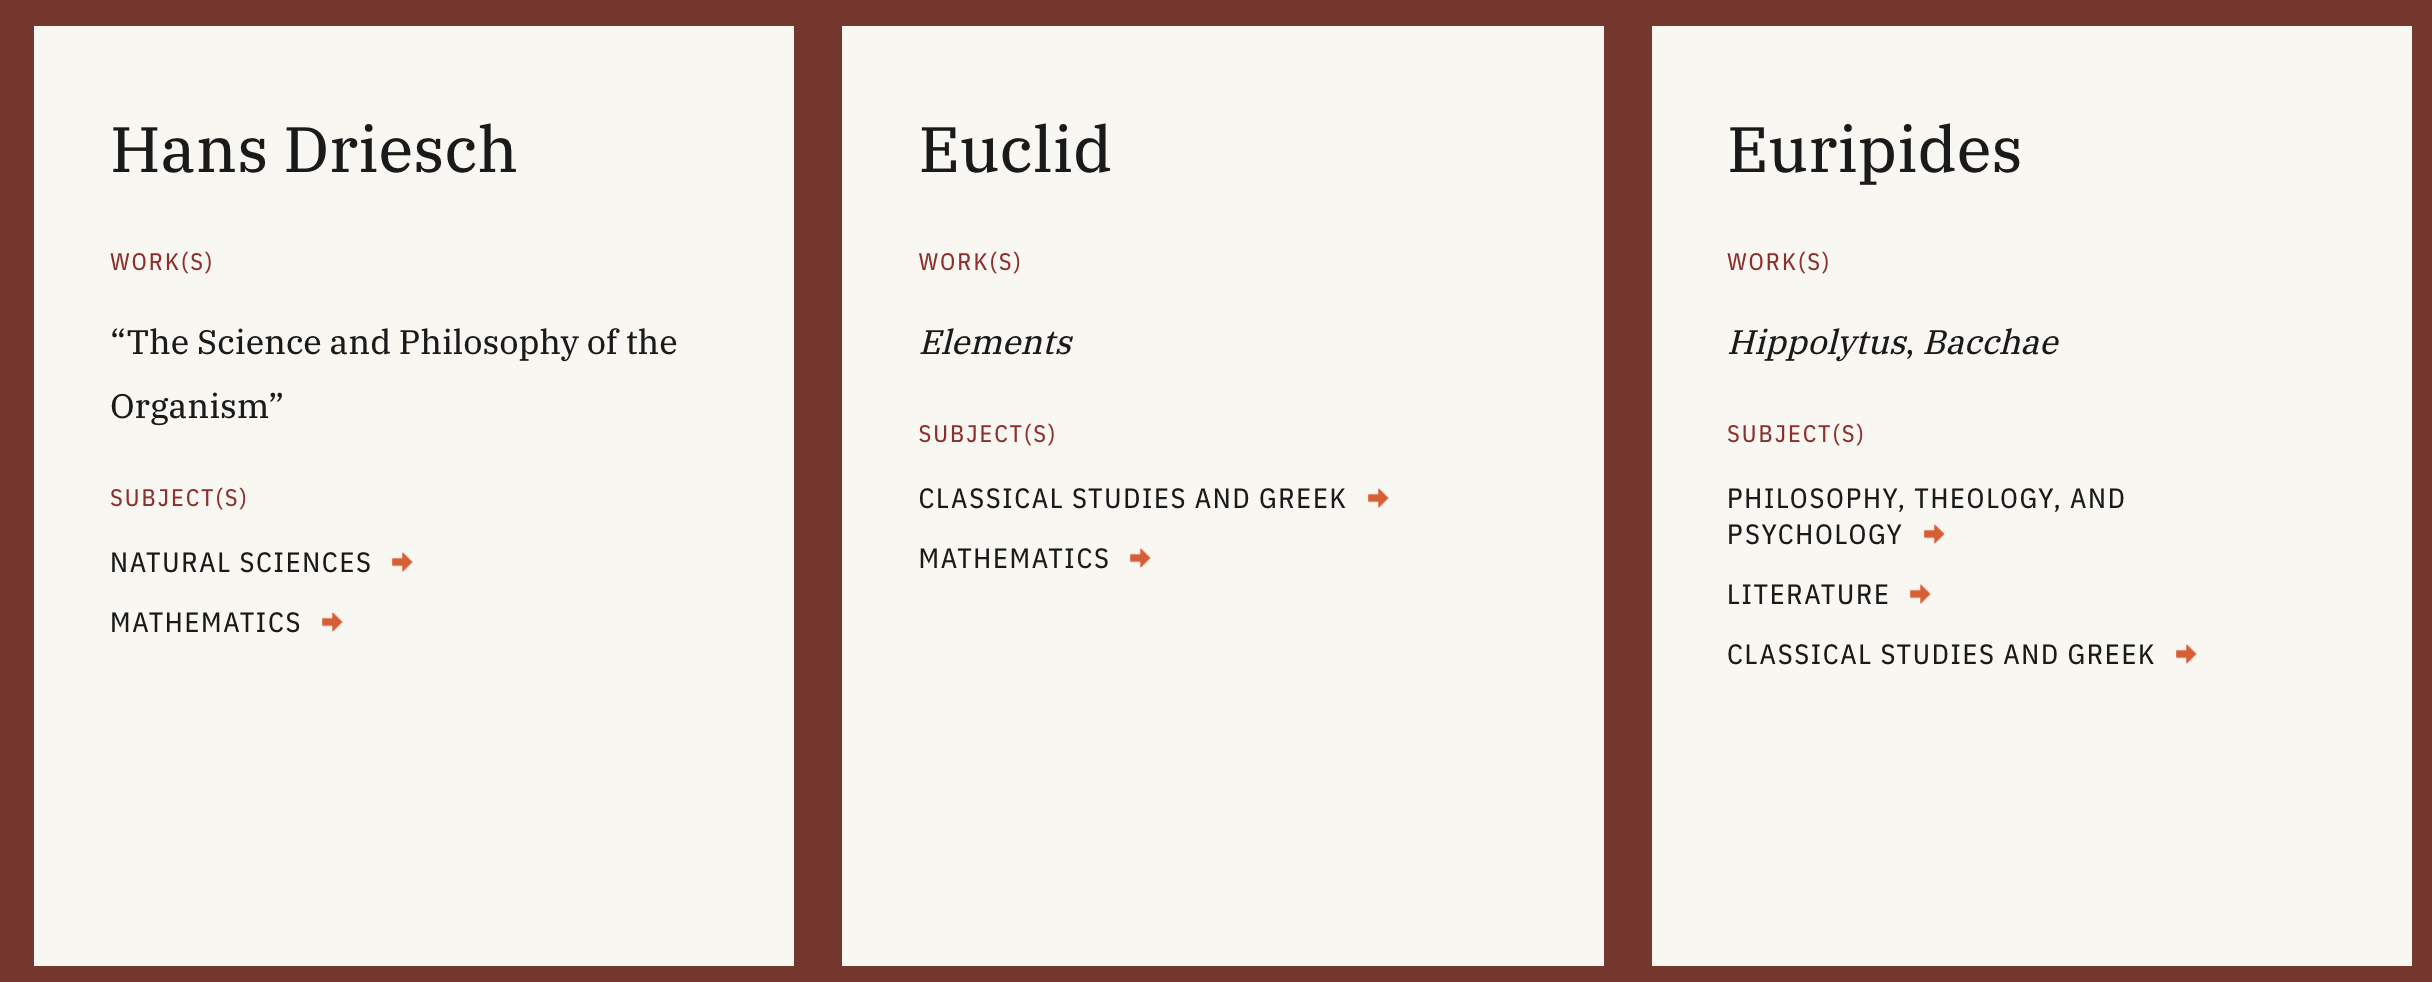 Hans Driesch
WORK(S)
“The Science and Philosophy of the
Organism”
SUBJECT(S)
NATURAL SCIENCES
MATHEMATICS
Euclid
WORK(S)
Elements
SUBJECT(S)
CLASSICAL STUDIES AND GREEK
MATHEMATICS
Euripides
WORK(S)
Hippolytus, Bacchae
SUBJECT(S)
PHILOSOPHY, THEOLOGY, AND
PSYCHOLOGY
LITERATURE
CLASSICAL STUDIES AND GREEK